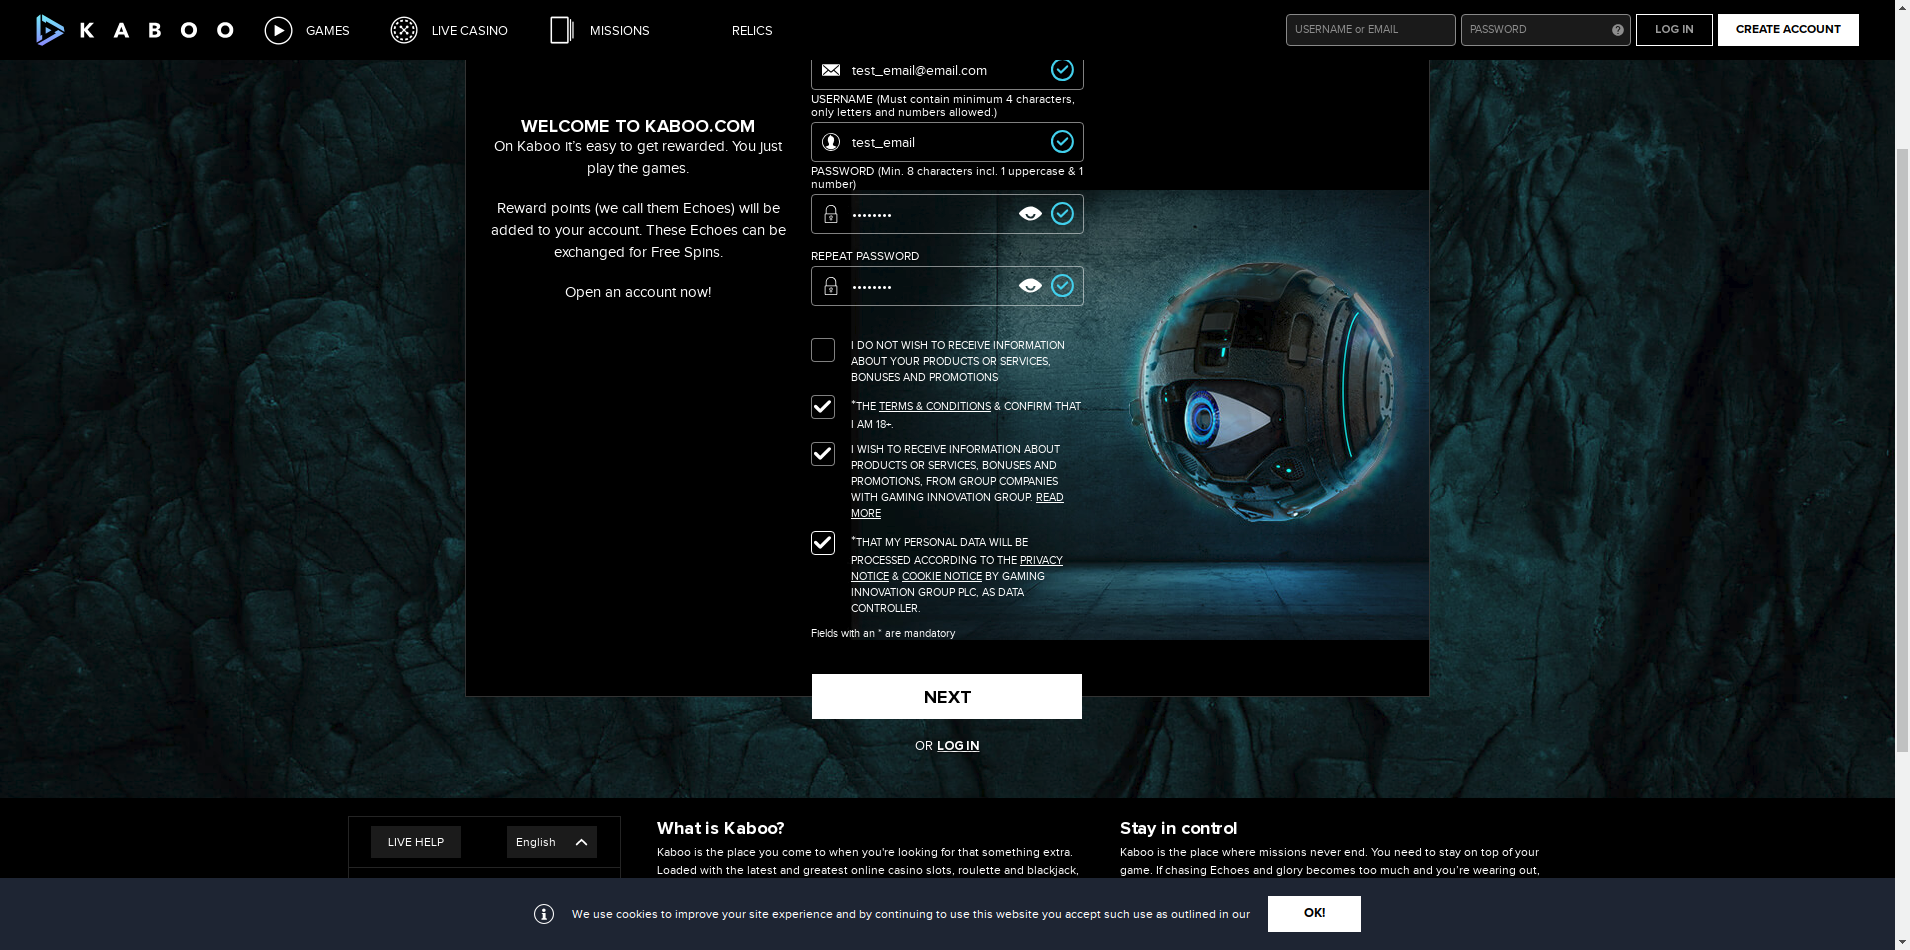 KABOO
GAMES
LIVE CASINO
MISSIONS
RELICS
USERNAME or EMAIL
PASSWORD
?
LOG IN
CREATE ACCOUNT
test_email@email.com
USERNAME (Must contain minimum 4 characters,
only letters and numbers allowed.)
test_email
PASSWORD (Min. 8 characters incl. 1 uppercase & 1
number)
••••••••
REPEAT PASSWORD
••••••••
WELCOME TO KABOO.COM
On Kaboo it’s easy to get rewarded. You just
play the games.
Reward points (we call them Echoes) will be
added to your account. These Echoes can be
exchanged for Free Spins.
Open an account now!
I DO NOT WISH TO RECEIVE INFORMATION
ABOUT YOUR PRODUCTS OR SERVICES,
BONUSES AND PROMOTIONS
*THE TERMS & CONDITIONS & CONFIRM THAT
I AM 18+.
I WISH TO RECEIVE INFORMATION ABOUT
PRODUCTS OR SERVICES, BONUSES AND
PROMOTIONS, FROM GROUP COMPANIES
WITH GAMING INNOVATION GROUP. READ
MORE
*THAT MY PERSONAL DATA WILL BE
PROCESSED ACCORDING TO THE PRIVACY
NOTICE & COOKIE NOTICE BY GAMING
INNOVATION GROUP PLC, AS DATA
CONTROLLER.
Fields with an * are mandatory
NEXT
OR LOG IN
LIVE HELP
English
What is Kaboo?
Kaboo is the place you come to when you're looking for that something extra.
Loaded with the latest and greatest online casino slots, roulette and blackjack,
Stay in control
Kaboo is the place where missions never end. You need to stay on top of your
game. If chasing Echoes and glory becomes too much and you’re wearing out,
We use cookies to improve your site experience and by continuing to use this website you accept such use as outlined in our
OK!